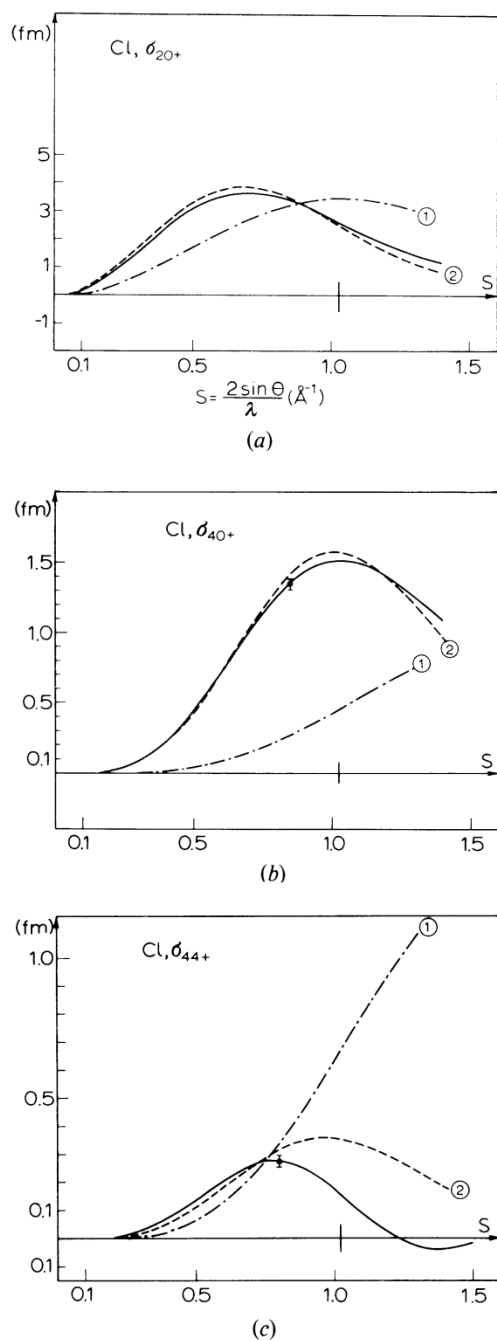 (fm)
Cl, σ₂₀₊
5
3
1
-1
①
②
S
0.1 0.5 1.0 1.5
S = 2 sin θ / λ (Å⁻¹)
(a)
(fm)
Cl, σ₄₀₊
1.5
1.0
0.5
0.1
①
②
S
0.1 0.5 1.0 1.5
(b)
(fm)
Cl, σ₄₄₊
1.0
0.5
0.1
0.1
①
②
S
0.1 0.5 1.0 1.5
(c)